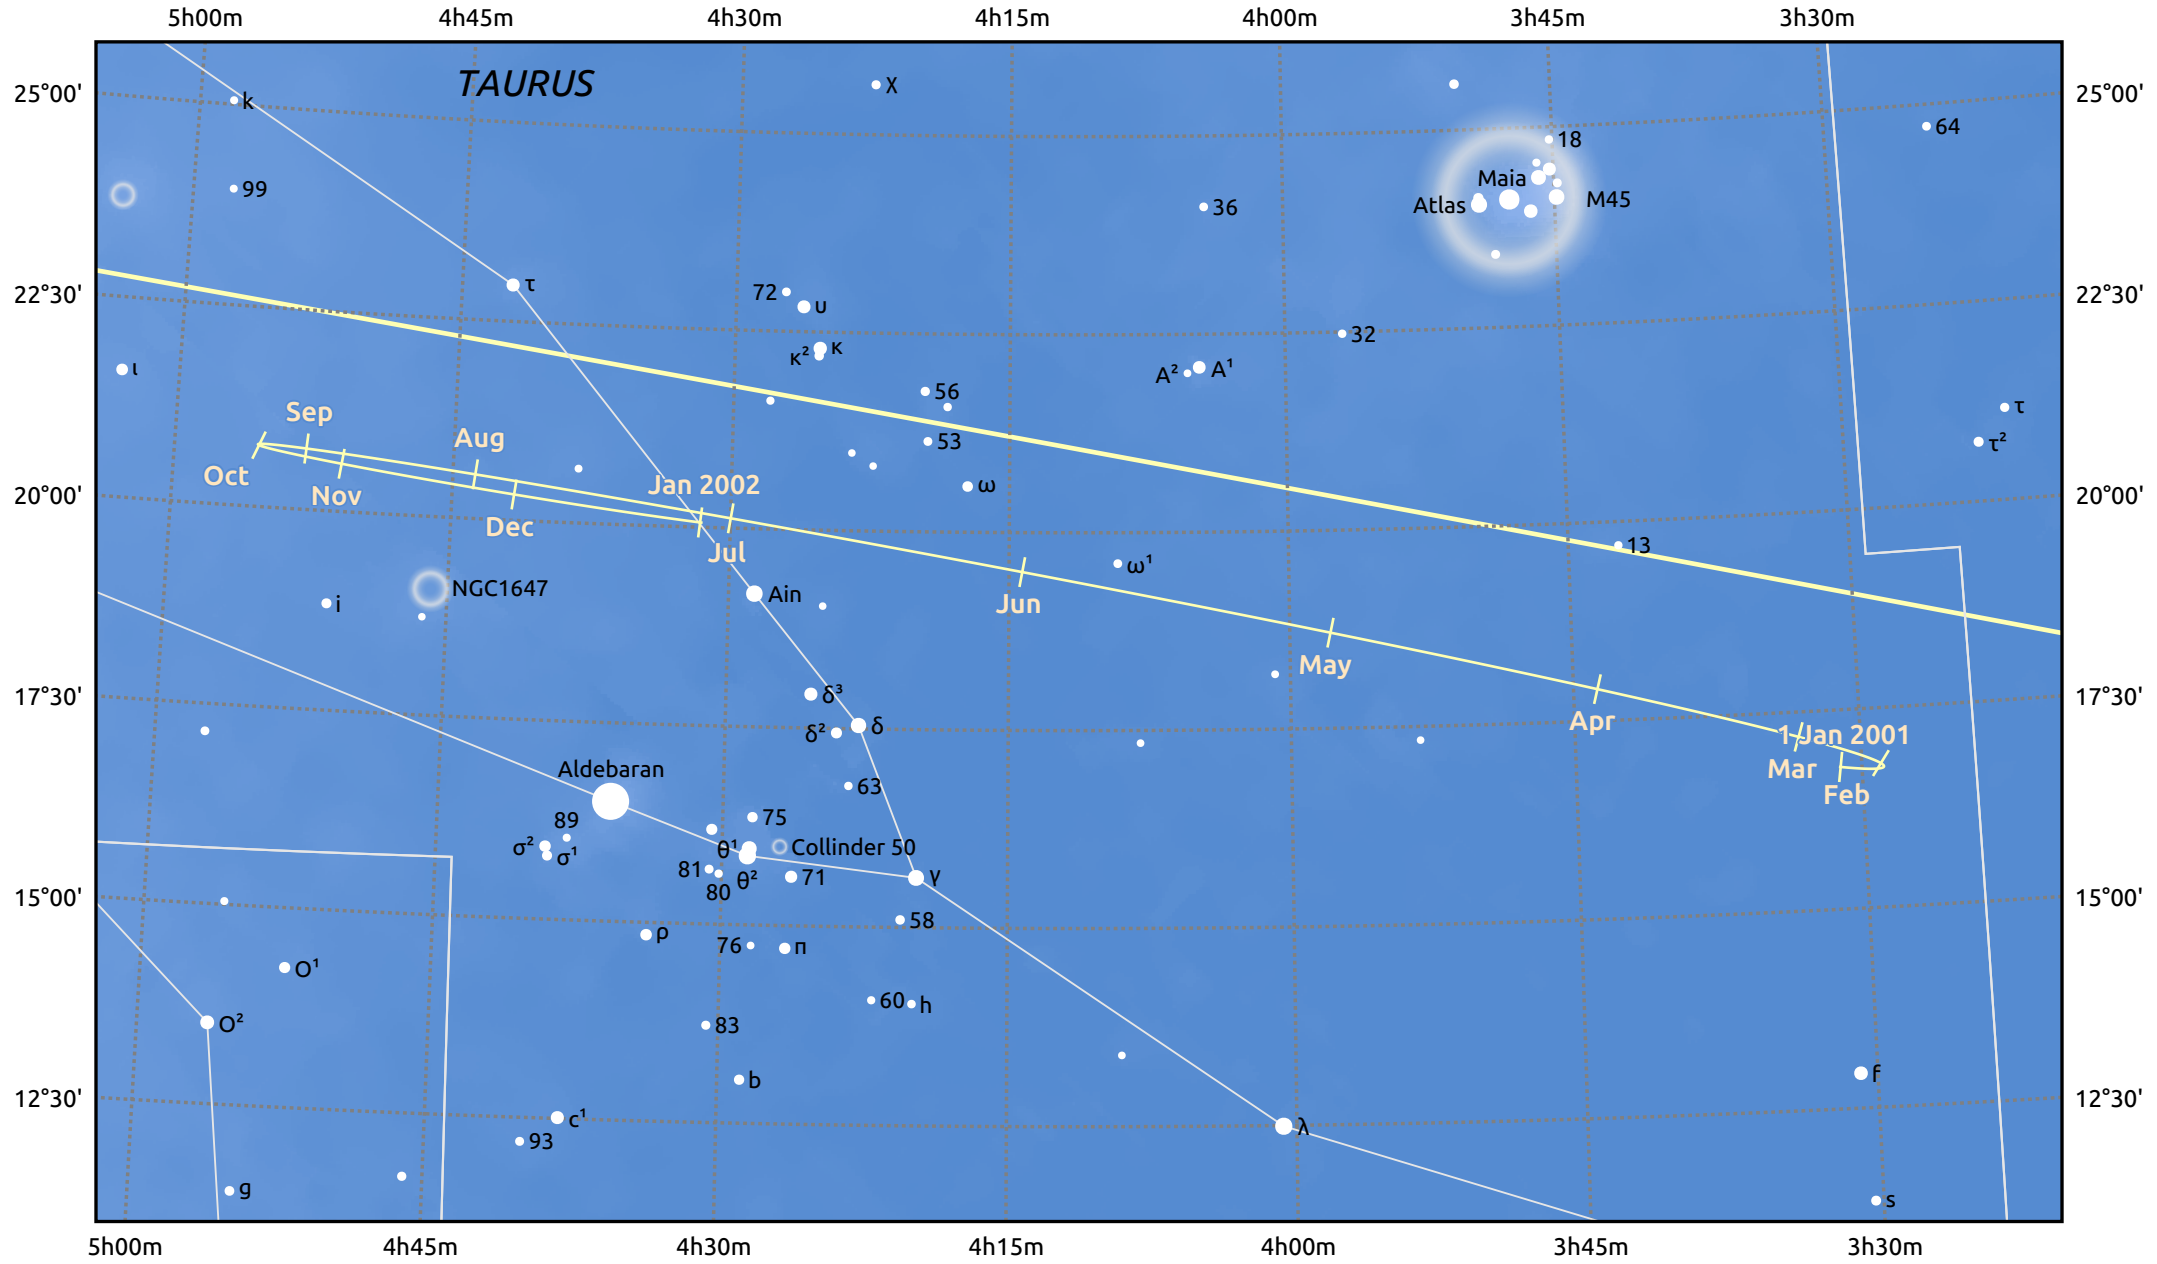 5h00m 4h45m 4h30m 4h15m 4h00m 3h45m 3h30m
TAURUS
χ
25°00' 25°00'
k
64
18
Maia
99
Atlas
M45
36
τ
22°30' 22°30'
72
υ
32
κ² κ
ι
A² A¹
56
τ
Sep
Aug
53
τ²
Oct
Nov
Jan 2002
ω
20°00' 20°00'
Dec
Jul
13
ω¹
NGC1647
Ain
i
Jun
May
17°30' 17°30'
δ³
δ
δ²
Apr
1 Jan 2001
Aldebaran
Mar
63
Feb
75
89
σ²
σ¹
θ¹
Collinder 50
81
θ²
71
γ
80
15°00' 15°00'
58
ρ
76
π
O¹
60
h
O²
83
b
f
12°30' 12°30'
c¹
93
λ
g
s
5h00m 4h45m 4h30m 4h15m 4h00m 3h45m 3h30m